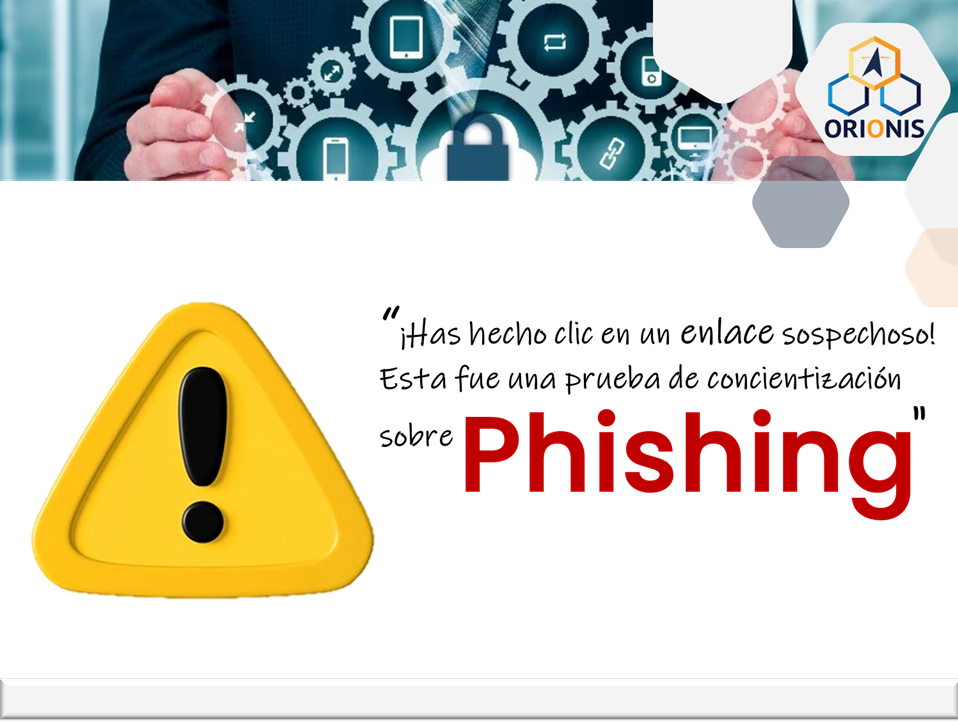 ORIONIS
“¡Has hecho clic en un enlace sospechoso!
Esta fue una prueba de concientización
sobre Phishing"